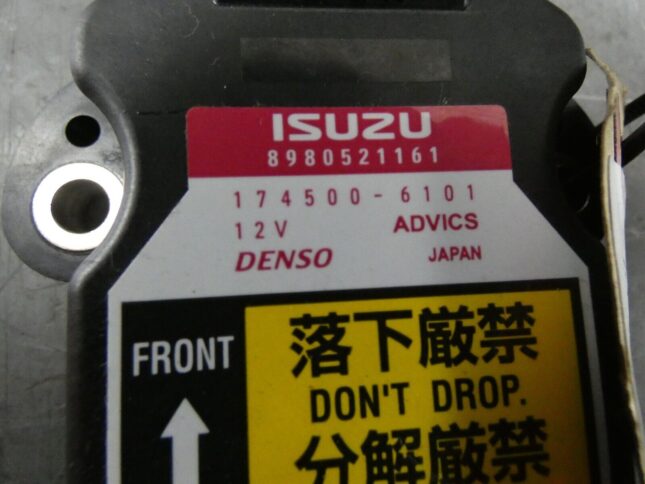 ISUZU
8980521161
174500-6101
12V ADVICS
DENSO JAPAN
FRONT
落下厳禁
DON'T DROP.
分解厳禁